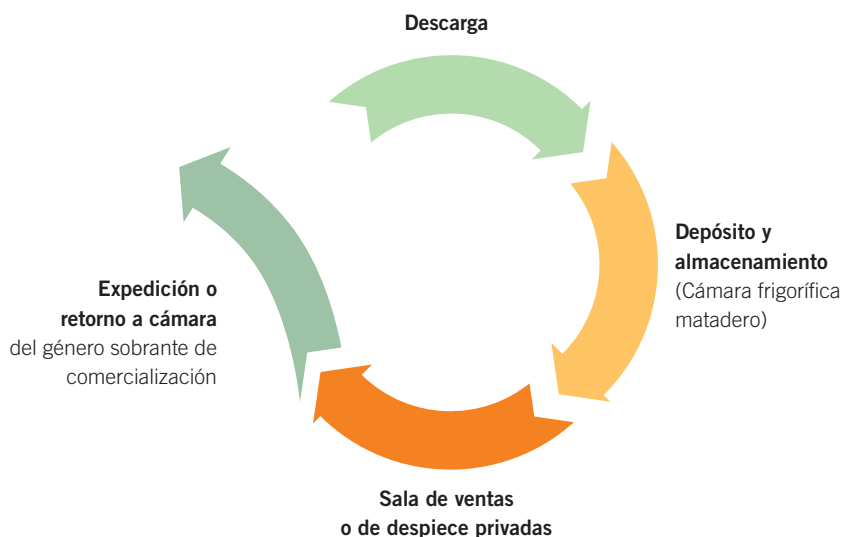 Descarga
Depósito y
almacenamiento
(Cámara frigorífica
matadero)
Sala de ventas
o de despiece privadas
Expedición o
retorno a cámara
del género sobrante de
comercialización